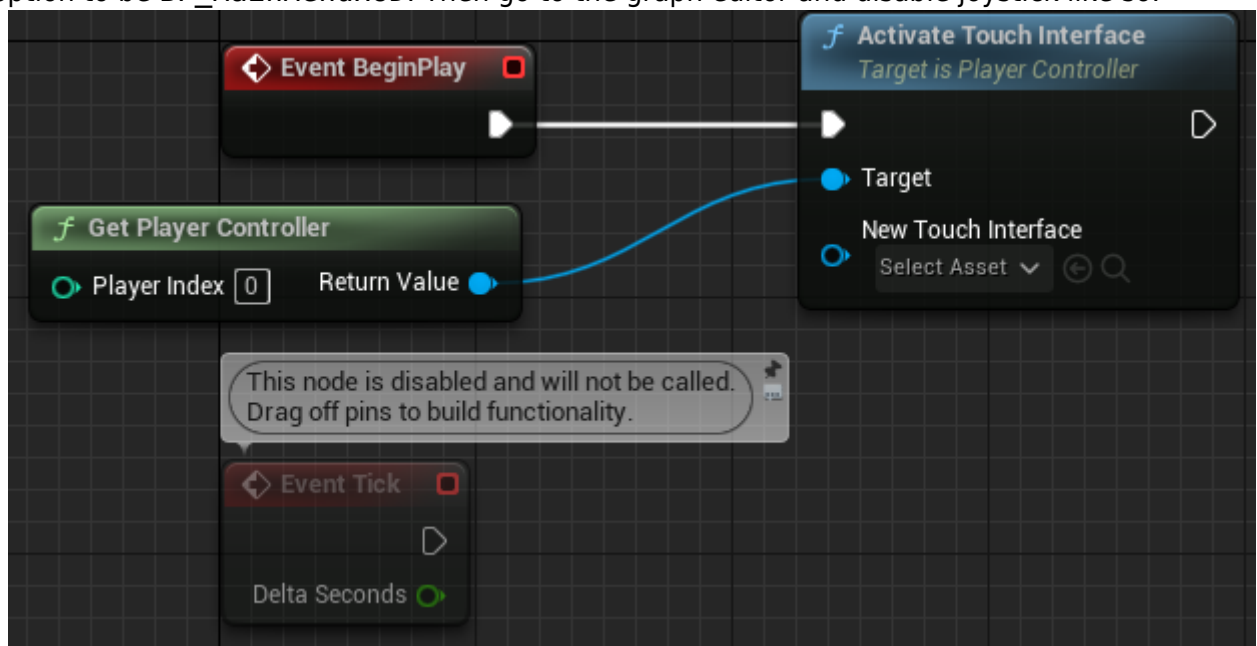 Event BeginPlay
f Activate Touch Interface
Target is Player Controller
Target
New Touch Interface
Select Asset
f Get Player Controller
Player Index 0 Return Value
This node is disabled and will not be called.
Drag off pins to build functionality.
Event Tick
Delta Seconds